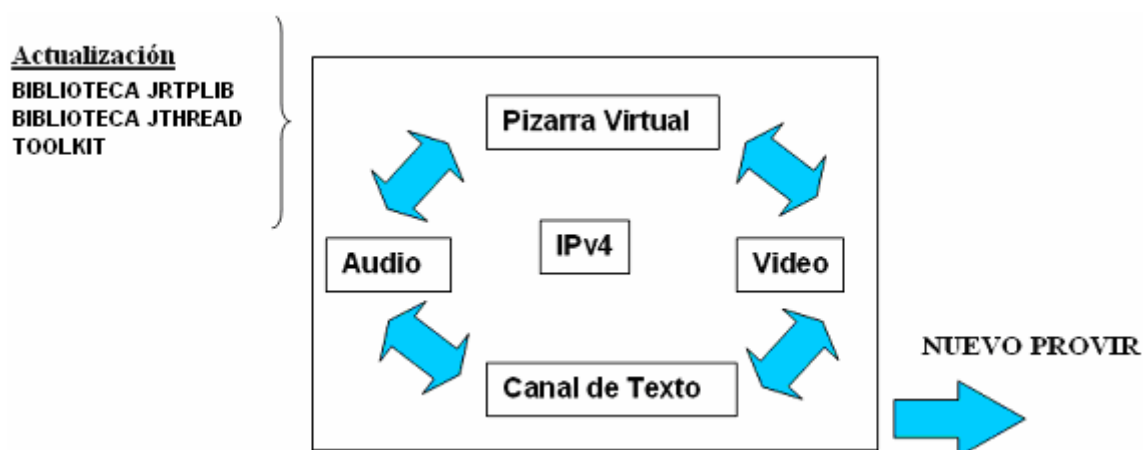 Actualización
BIBLIOTECA JRTPLIB
BIBLIOTECA JTHREAD
TOOLKIT
Pizarra Virtual
IPv4
Audio
Video
Canal de Texto
NUEVO PROVIR